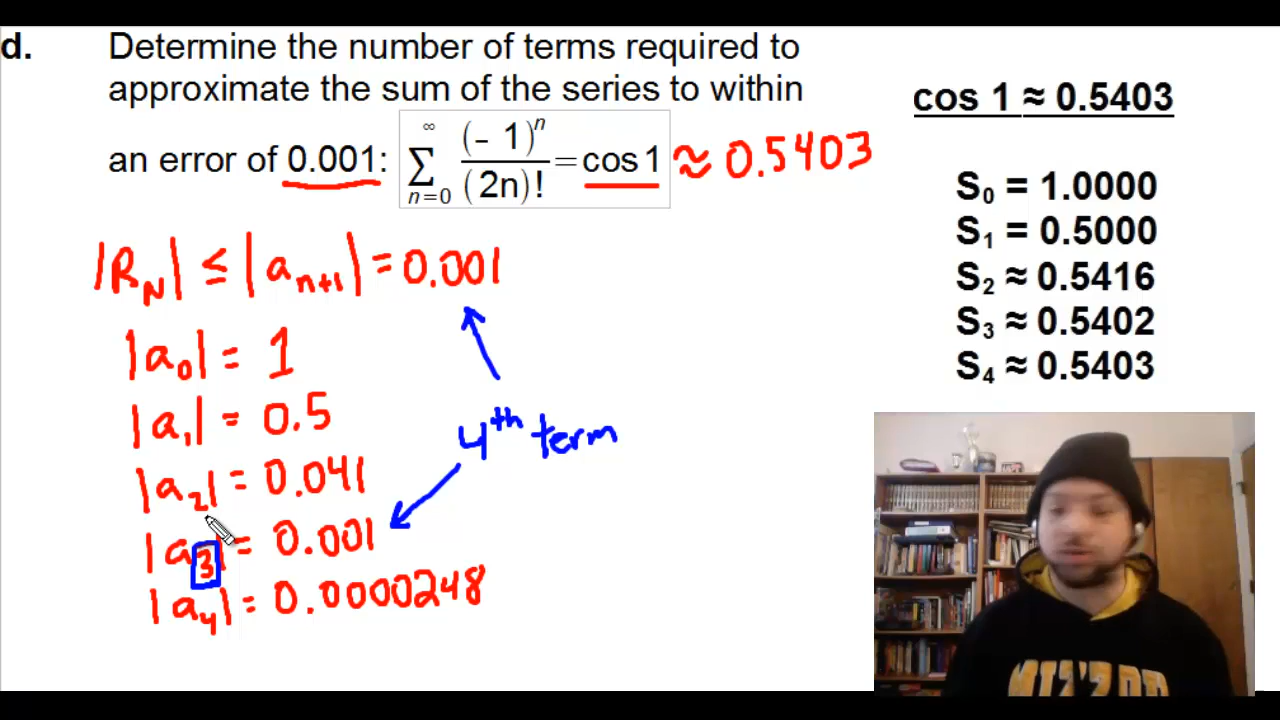 d. Determine the number of terms required to
approximate the sum of the series to within
an error of 0.001: ∞ ∑ n=0 (– 1)ⁿ / (2n)! = cos 1 ≈ 0.5403
|R_N| ≤ |a_{n+1}| = 0.001
|a₀| = 1
|a₁| = 0.5
4th term
|a₂| = 0.041
|a₃| = 0.001
|a₄| = 0.0000248
cos 1 ≈ 0.5403
S₀ = 1.0000
S₁ = 0.5000
S₂ ≈ 0.5416
S₃ ≈ 0.5402
S₄ ≈ 0.5403